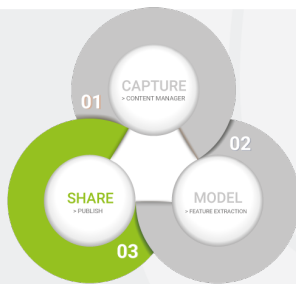 CAPTURE
> CONTENT MANAGER
01
02
SHARE
> PUBLISH
MODEL
> FEATURE EXTRACTION
03